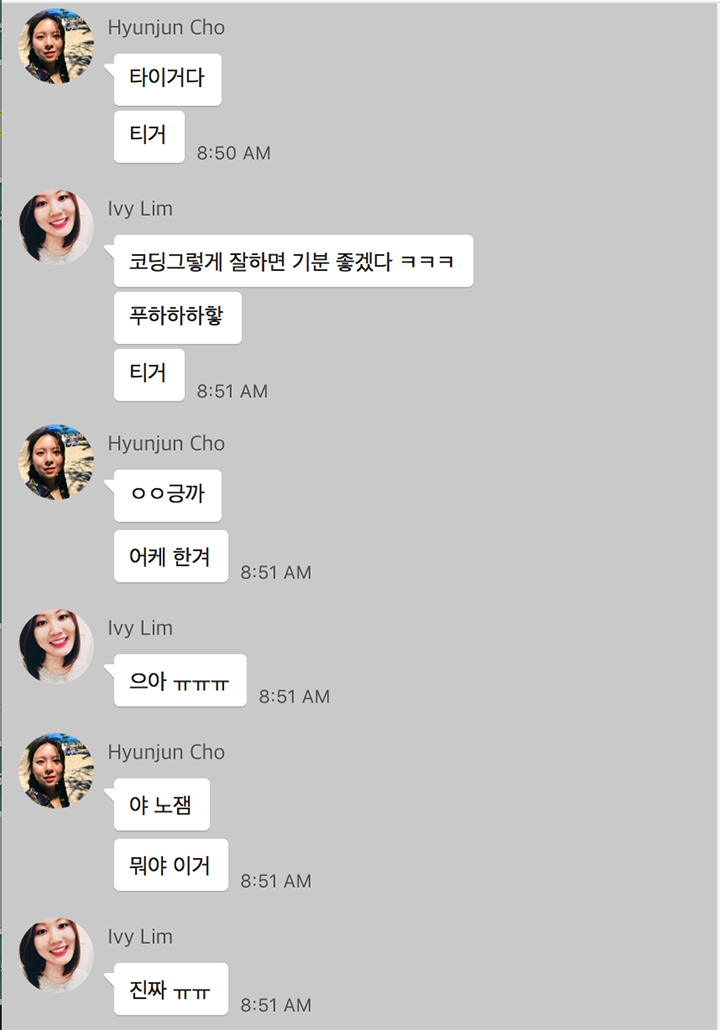 Hyunjun Cho
타이거다
티거
8:50 AM
Ivy Lim
코딩그렇게 잘하면 기분 좋겠다 ㅋㅋㅋ
푸하하하핳
티거
8:51 AM
Hyunjun Cho
ㅇㅇ긍까
어케 한겨
8:51 AM
Ivy Lim
으아 ㅠㅠㅠ
8:51 AM
Hyunjun Cho
야 노잼
뭐야 이거
8:51 AM
Ivy Lim
진짜 ㅠㅠ
8:51 AM